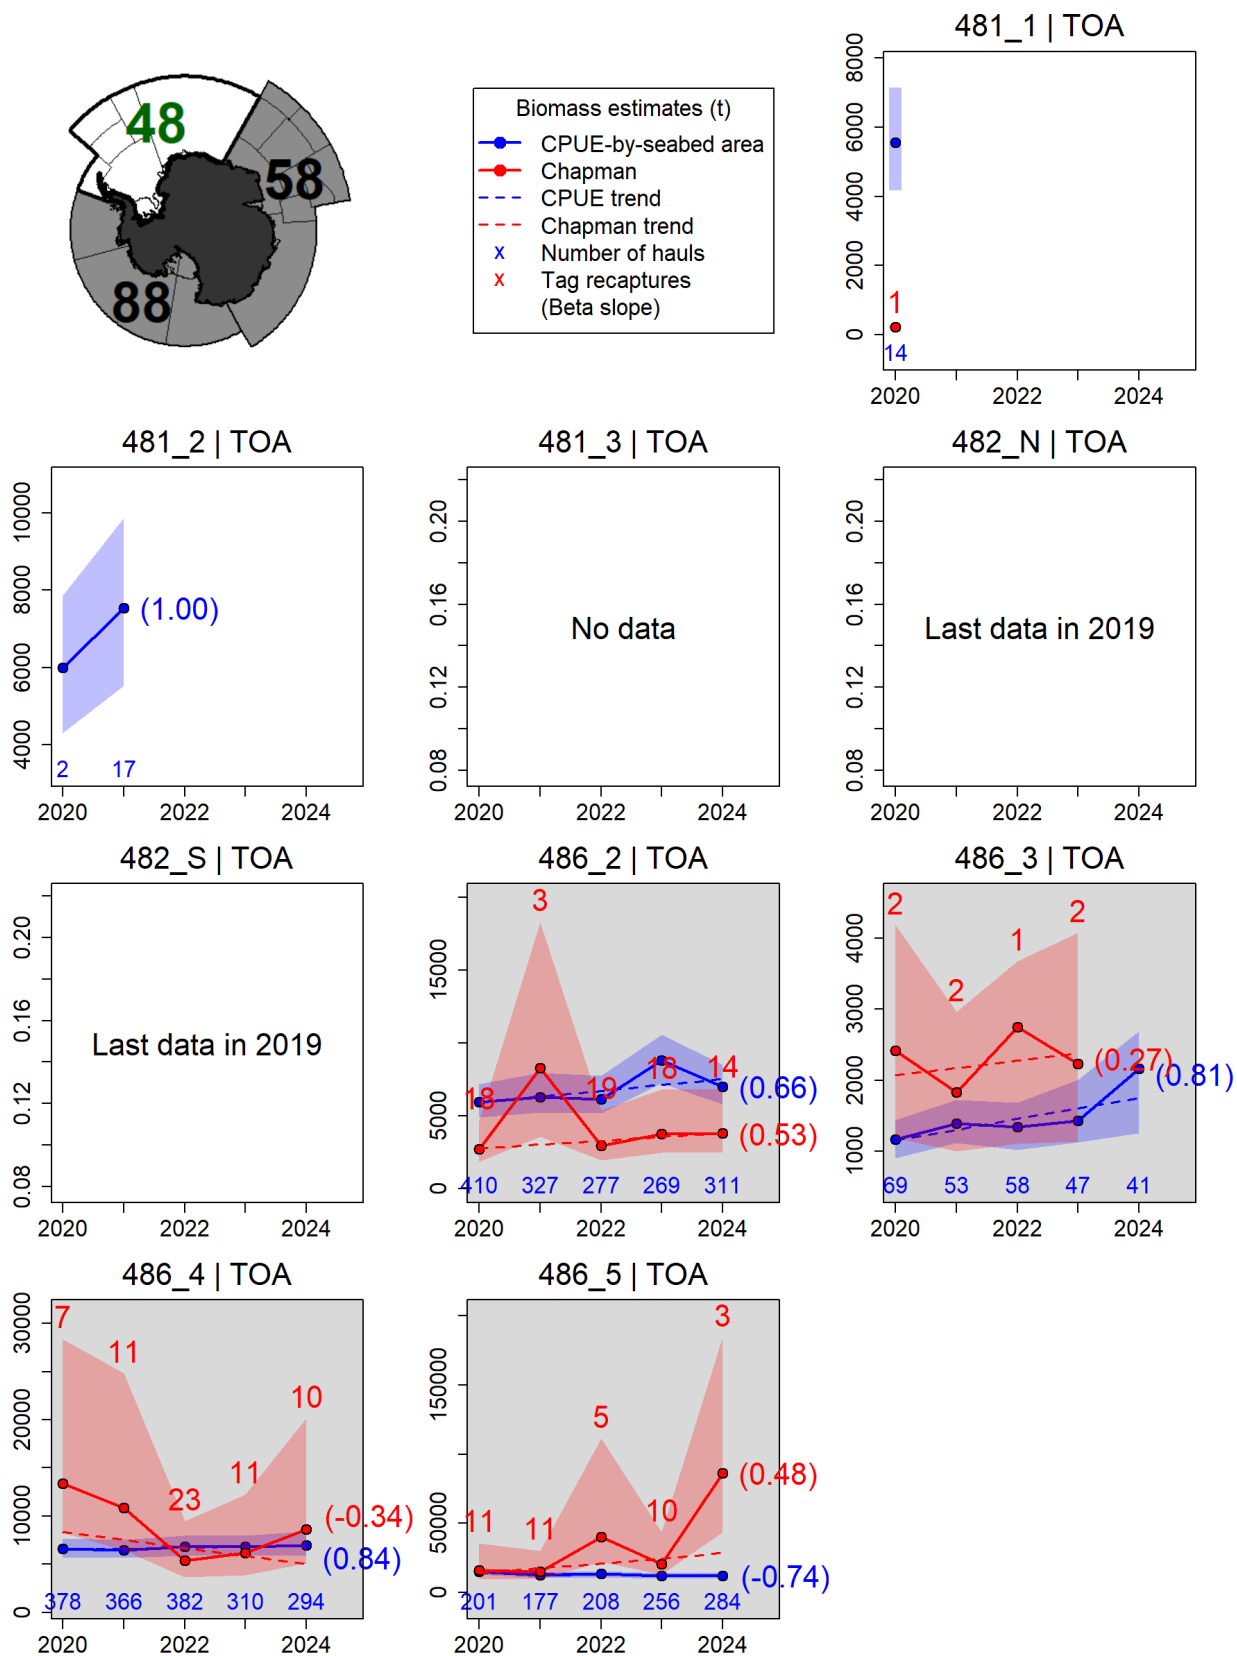 48
58
88
Biomass estimates (t)
CPUE-by-seabed area
Chapman
CPUE trend
Chapman trend
x Number of hauls
x Tag recaptures
(Beta slope)
481_1 | TOA
8000
6000
4000
2000
0
1
14
2020 2022 2024
481_2 | TOA
10000
8000
6000
4000
(1.00)
2 17
2020 2022 2024
481_3 | TOA
0.20
0.16
0.12
0.08
No data
2020 2022 2024
482_N | TOA
0.20
0.16
0.12
0.08
Last data in 2019
2020 2022 2024
482_S | TOA
0.20
0.16
0.12
0.08
Last data in 2019
2020 2022 2024
486_2 | TOA
15000
5000
0
18 3 19 18 14
(0.66)
(0.53)
410 327 277 269 311
2020 2022 2024
486_3 | TOA
4000
3000
2000
1000
2 2 1 2
(0.27)
(0.81)
69 53 58 47 41
2020 2022 2024
486_4 | TOA
30000
20000
10000
0
7 11 23 11 10
(-0.34)
(0.84)
378 366 382 310 294
2020 2022 2024
486_5 | TOA
150000
50000
0
11 11 5 10 3
(0.48)
(-0.74)
201 177 208 256 284
2020 2022 2024